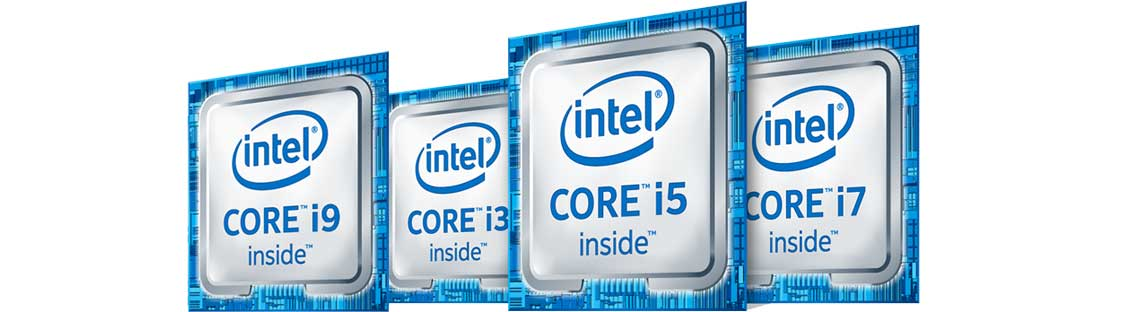 intel®
CORE™ i9
inside™
intel®
CORE™ i3
inside™
intel®
CORE™ i5
inside™
intel®
CORE™ i7
inside™